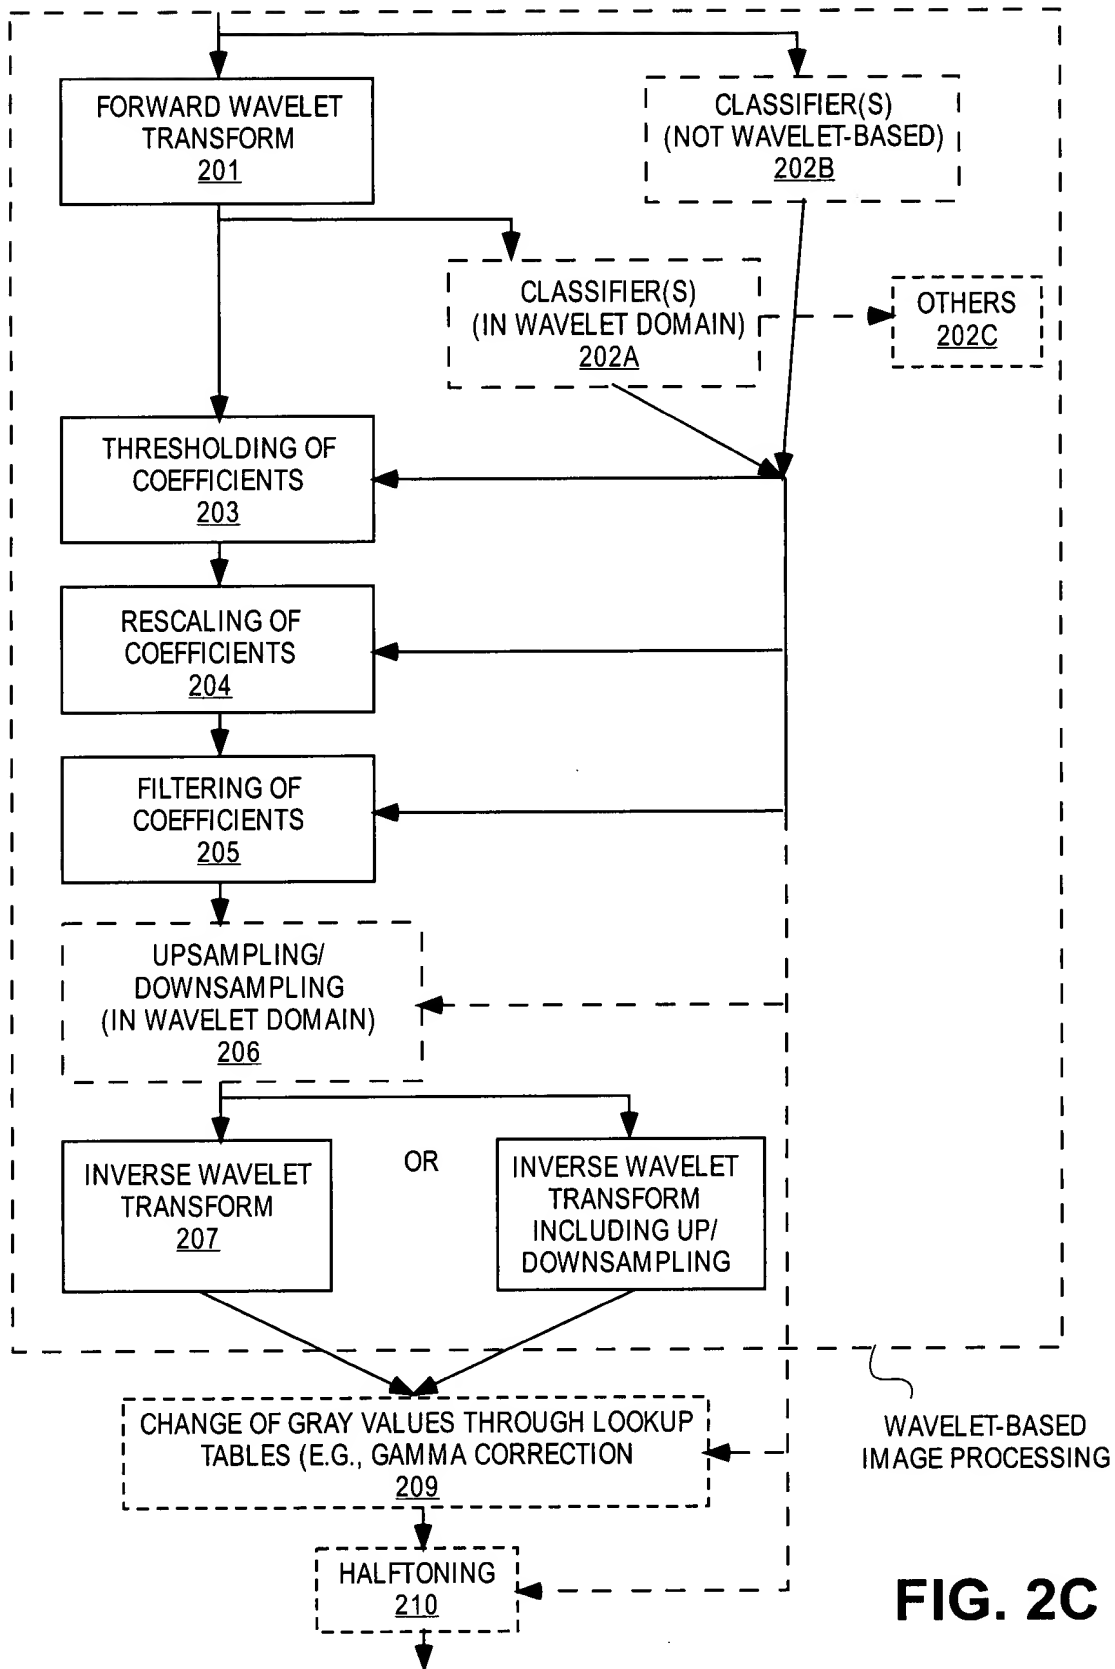 FORWARD WAVELET
TRANSFORM
201
CLASSIFIER(S)
(NOT WAVELET-BASED)
202B
CLASSIFIER(S)
(IN WAVELET DOMAIN)
202A
OTHERS
202C
THRESHOLDING OF
COEFFICIENTS
203
RESCALING OF
COEFFICIENTS
204
FILTERING OF
COEFFICIENTS
205
UPSAMPLING/
DOWNSAMPLING
(IN WAVELET DOMAIN)
206
INVERSE WAVELET
TRANSFORM
207
OR
INVERSE WAVELET
TRANSFORM
INCLUDING UP/
DOWNSAMPLING
CHANGE OF GRAY VALUES THROUGH LOOKUP
TABLES (E.G., GAMMA CORRECTION
209
WAVELET-BASED
IMAGE PROCESSING
HALFTONING
210
FIG. 2C